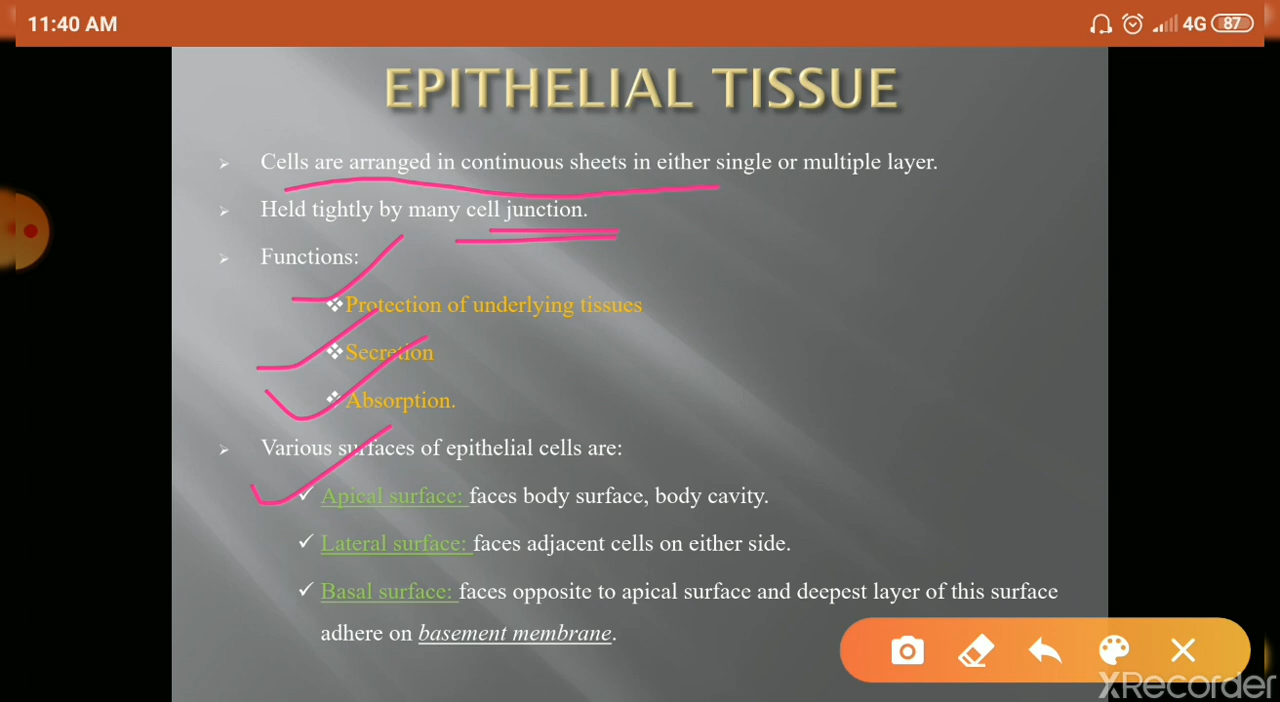 11:40 AM
4G 87
EPITHELIAL TISSUE
Cells are arranged in continuous sheets in either single or multiple layer.
Held tightly by many cell junction.
Functions:
Protection of underlying tissues
Secretion
Absorption.
Various surfaces of epithelial cells are:
Apical surface: faces body surface, body cavity.
Lateral surface: faces adjacent cells on either side.
Basal surface: faces opposite to apical surface and deepest layer of this surface
adhere on basement membrane.
XRecorder